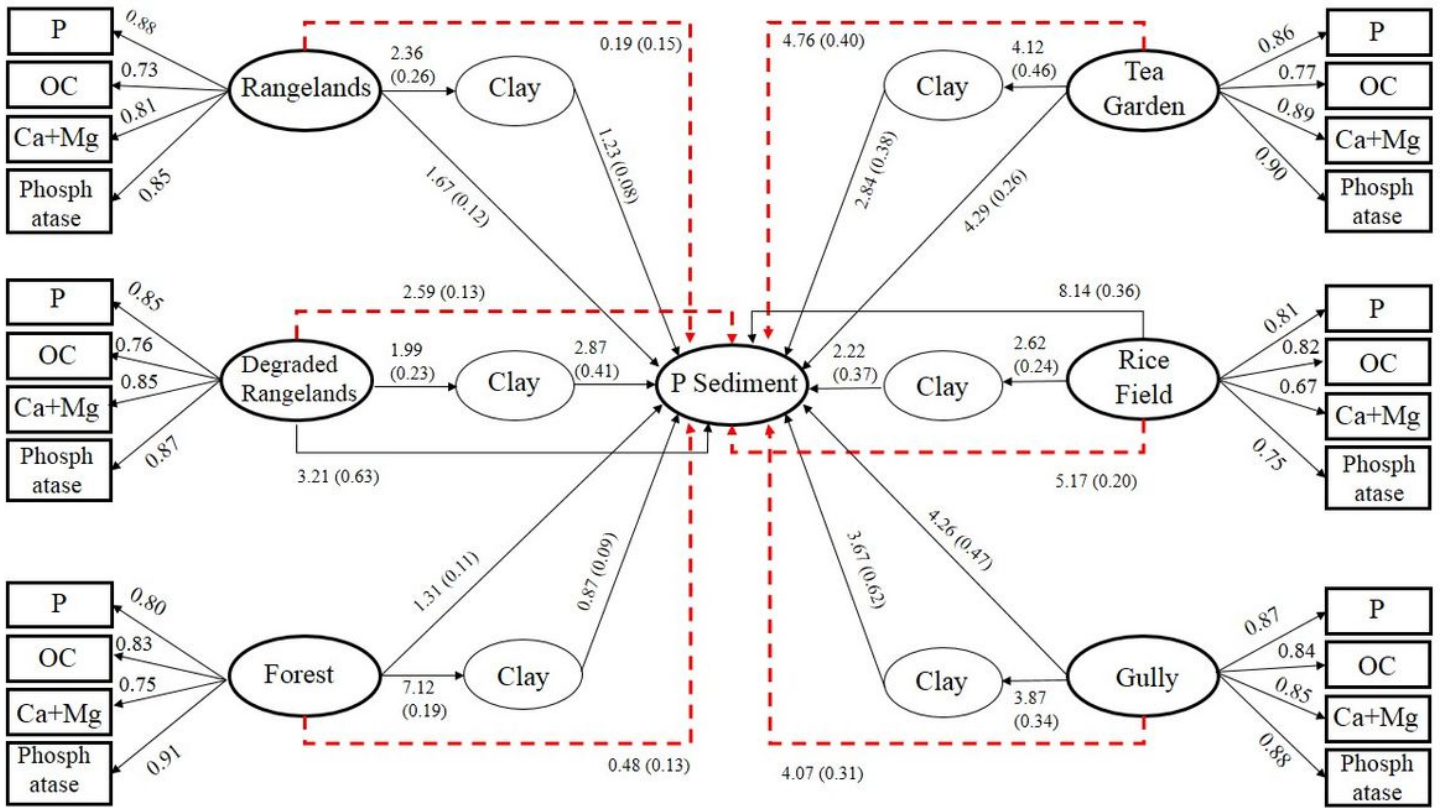 P
OC
Ca+Mg
Phosph
atase
0.88
0.73
0.81
0.85
Rangelands
2.36
(0.26)
Clay
0.19 (0.15)
1.23 (0.08)
1.67 (0.12)
4.76 (0.40)
Clay
4.12
(0.46)
Tea
Garden
2.84 (0.38)
4.29 (0.26)
0.86
0.77
0.89
0.90
P
OC
Ca+Mg
Phosph
atase
P
OC
Ca+Mg
Phosph
atase
0.85
0.76
0.85
0.87
Degraded
Rangelands
2.59 (0.13)
1.99
(0.23)
Clay
2.87
(0.41)
3.21 (0.63)
P Sediment
8.14 (0.36)
2.22
(0.37)
Clay
2.62
(0.24)
Rice
Field
5.17 (0.20)
0.81
0.82
0.67
0.75
P
OC
Ca+Mg
Phosph
atase
P
OC
Ca+Mg
Phosph
atase
0.80
0.83
0.75
0.91
Forest
1.31 (0.11)
0.87 (0.09)
7.12
(0.19)
Clay
0.48 (0.13)
4.26 (0.47)
3.67 (0.62)
Clay
3.87
(0.34)
Gully
4.07 (0.31)
0.87
0.84
0.85
0.88
P
OC
Ca+Mg
Phosph
atase